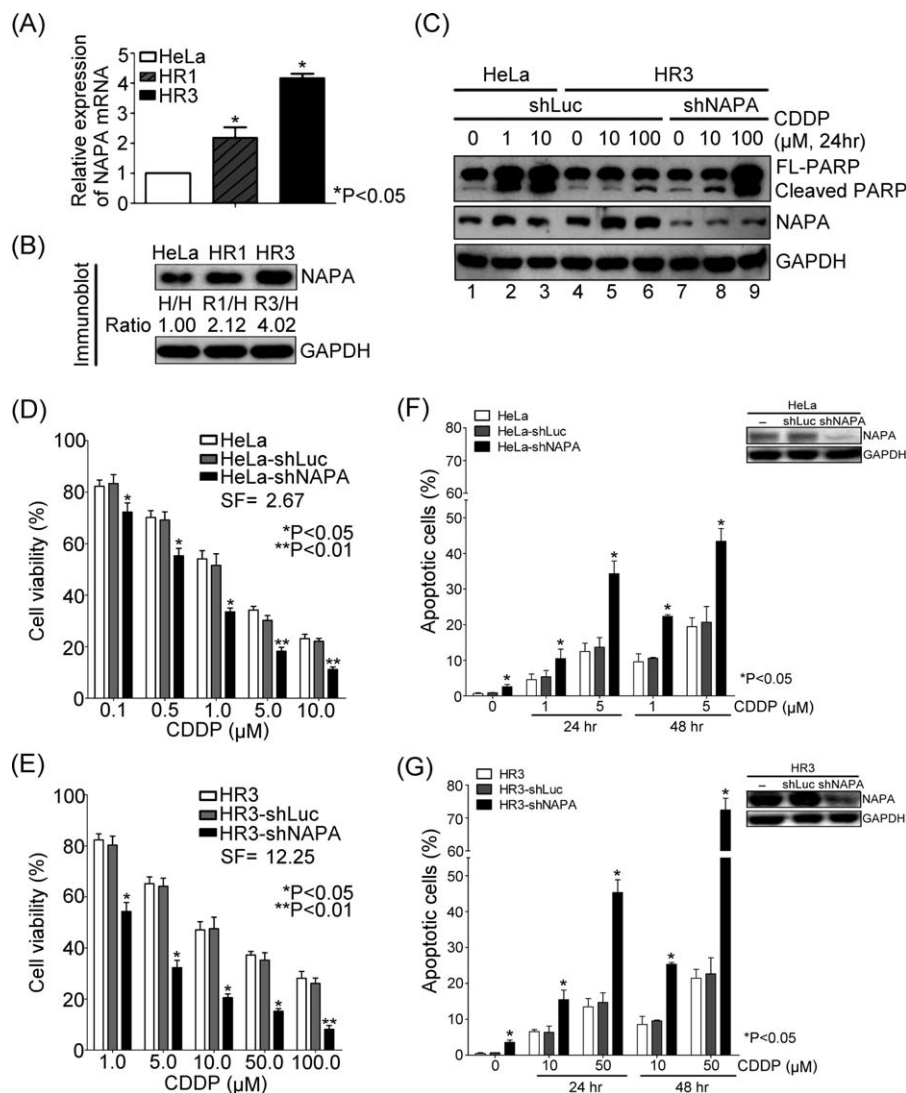 (A)
HeLa
HR1
HR3
Relative expression
of NAPA mRNA
5
4
3
2
1
0
*
*
*P<0.05
(B)
HeLa HR1 HR3
NAPA
H/H R1/H R3/H
Ratio 1.00 2.12 4.02
GAPDH
Immunoblot
(C)
HeLa HR3
shLuc shNAPA
0 1 10 0 10 100 0 10 100
CDDP
(µM, 24hr)
FL-PARP
Cleaved PARP
NAPA
GAPDH
1 2 3 4 5 6 7 8 9
(D)
HeLa
HeLa-shLuc
HeLa-shNAPA
SF= 2.67
*P<0.05
**P<0.01
Cell viability (%)
100
80
60
40
20
0
* * * ** **
0.1 0.5 1.0 5.0 10.0
CDDP (µM)
(E)
HR3
HR3-shLuc
HR3-shNAPA
SF= 12.25
*P<0.05
**P<0.01
Cell viability (%)
100
80
60
40
20
0
* * * * **
1.0 5.0 10.0 50.0 100.0
CDDP (µM)
(F)
HeLa
HeLa-shLuc
HeLa-shNAPA
HeLa
– shLuc shNAPA
NAPA
GAPDH
Apoptotic cells (%)
80
70
50
40
30
20
10
0
* * * * *
*P<0.05
0 1 5 1 5 CDDP (µM)
24 hr 48 hr
(G)
HR3
HR3-shLuc
HR3-shNAPA
HR3
– shLuc shNAPA
NAPA
GAPDH
Apoptotic cells (%)
80
70
50
40
30
20
10
0
* * * * *
*P<0.05
0 10 50 10 50 CDDP (µM)
24 hr 48 hr